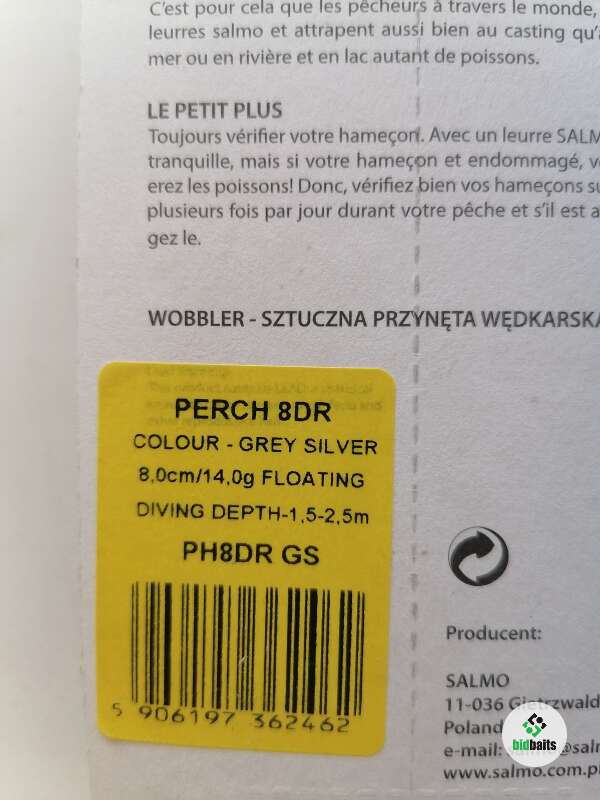 C'est pour cela que les pêcheurs à travers le monde,
leurres salmo et attrapent aussi bien au casting qu'
mer ou en rivière et en lac autant de poissons.
LE PETIT PLUS
Toujours vérifier votre hameçon. Avec un leurre SALM
tranquille, mais si votre hameçon et endommagé, v
erez les poissons! Donc, vérifiez bien vos hameçons su
plusieurs fois par jour durant votre pêche et s'il est a
gez le.
WOBBLER - SZTUCZNA PRZYNĘTA WĘDKARSKA
PERCH 8DR
COLOUR - GREY SILVER
8,0cm/14,0g FLOATING
DIVING DEPTH-1,5-2,5m
PH8DR GS
5 906197 362462
Producent:
SALMO
11-036 Gietrzwald
Poland
e-mail: @saln
www.salmo.com.pl
bidbaits